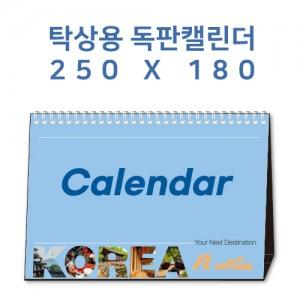 탁상용 독판캘린더
250 X 180
Calendar
Your Next Destination
KOREA